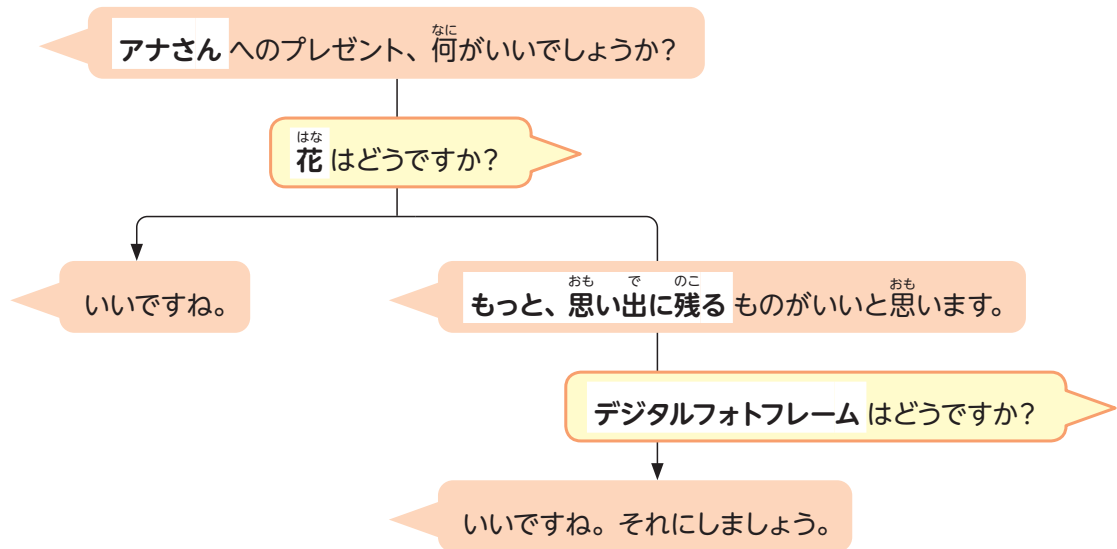 アナさんへのプレゼント、何がいいでしょうか？
なに
花はどうですか？
はな
いいですね。
もっと、思い出に残るものがいいと思います。
おも で のこ おも
デジタルフォトフレームはどうですか？
いいですね。それにしましょう。